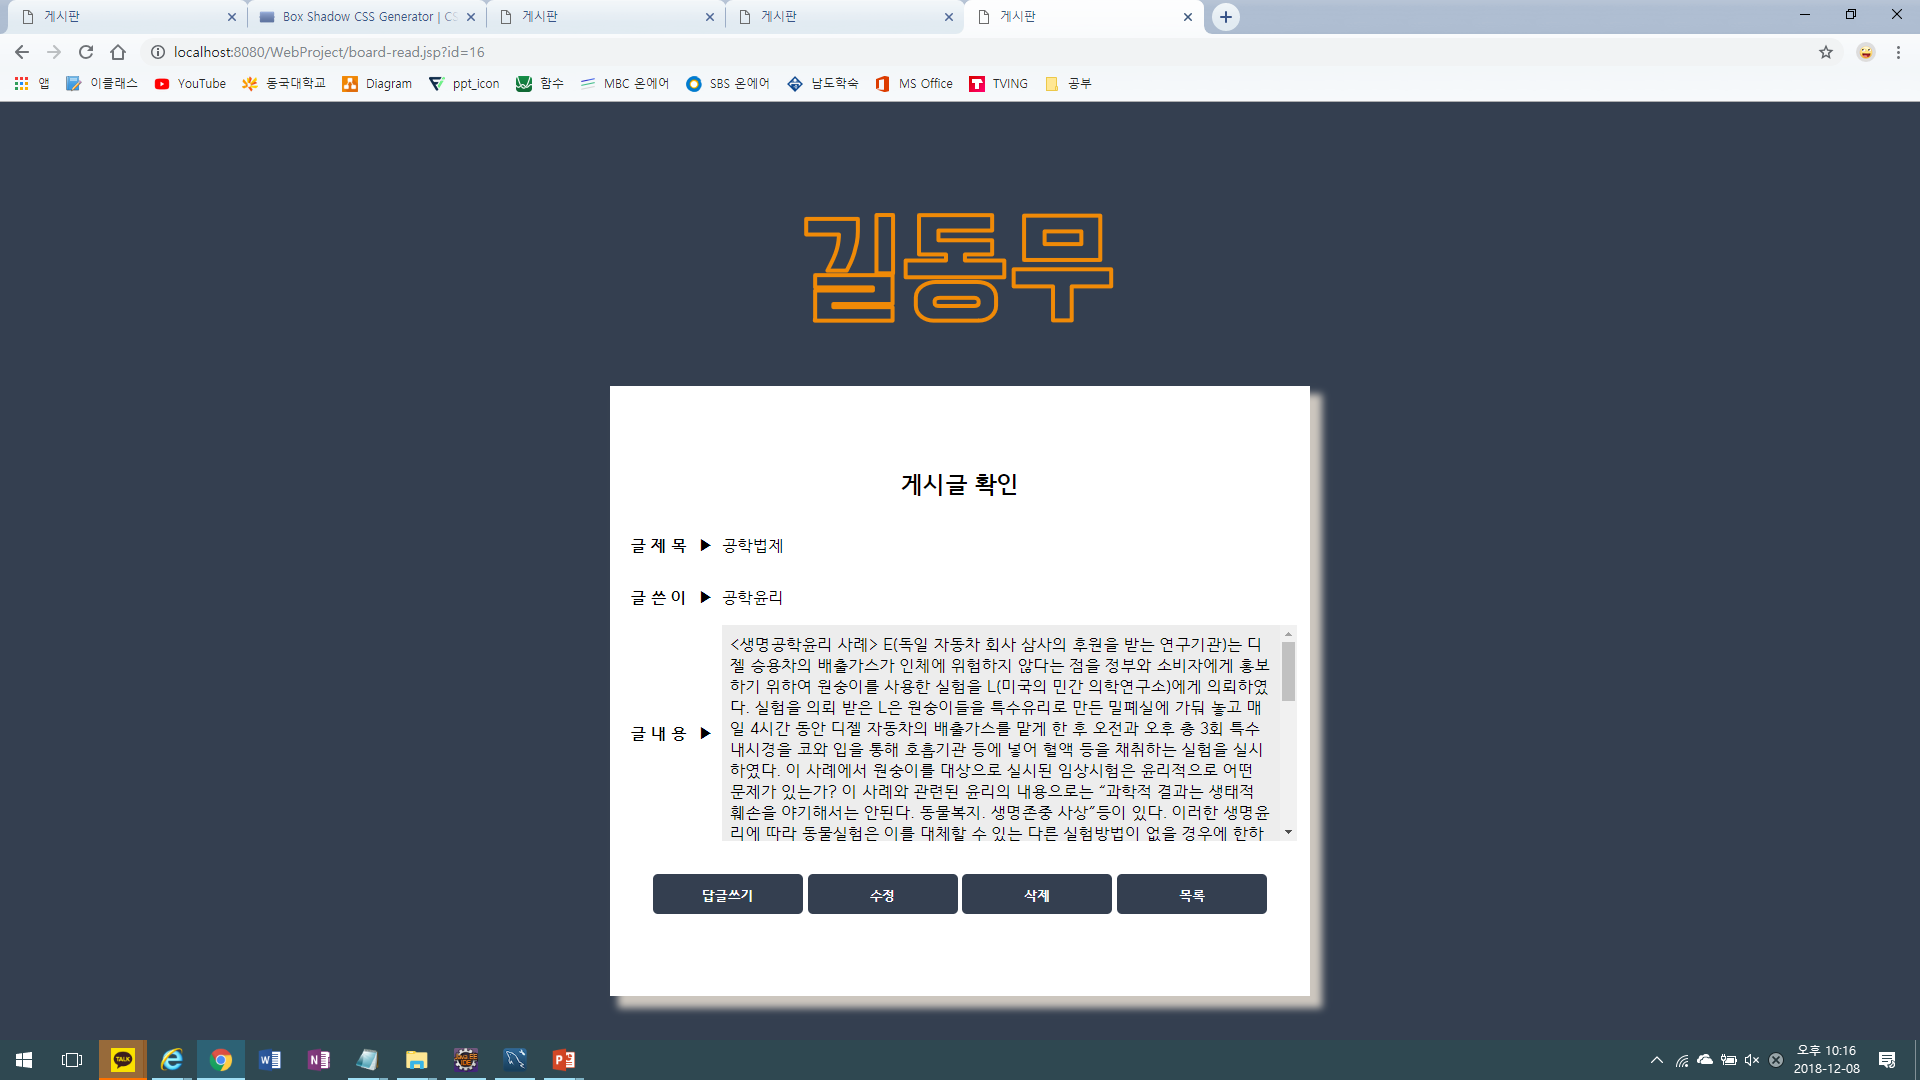 게시판
Box Shadow CSS Generator | CS
게시판
게시판
게시판
localhost:8080/WebProject/board-read.jsp?id=16
앱
이클래스
YouTube
동국대학교
Diagram
ppt_icon
함수
MBC 온에어
SBS 온에어
남도학숙
MS Office
TVING
공부
길동무
게시글 확인
글 제 목 ▶ 공학법제
글 쓴 이 ▶ 공학윤리
글 내 용 ▶
<생명공학윤리 사례> E(독일 자동차 회사 삼사의 후원을 받는 연구기관)는 디
젤 승용차의 배출가스가 인체에 위험하지 않다는 점을 정부와 소비자에게 홍보
하기 위하여 원숭이를 사용한 실험을 L(미국의 민간 의학연구소)에게 의뢰하였
다. 실험을 의뢰 받은 L은 원숭이들을 특수유리로 만든 밀폐실에 가둬 놓고 매
일 4시간 동안 디젤 자동차의 배출가스를 맡게 한 후 오전과 오후 총 3회 특수
내시경을 코와 입을 통해 호흡기관 등에 넣어 혈액 등을 채취하는 실험을 실시
하였다. 이 사례에서 원숭이를 대상으로 실시된 임상시험은 윤리적으로 어떤
문제가 있는가? 이 사례와 관련된 윤리의 내용으로는 “과학적 결과는 생태적
훼손을 야기해서는 안된다. 동물복지. 생명존중 사상”등이 있다. 이러한 생명윤
리에 따라 동물실험은 이를 대체할 수 있는 다른 실험방법이 없을 경우에 한하
답글쓰기
수정
삭제
목록
TALK
오후 10:16
2018-12-08